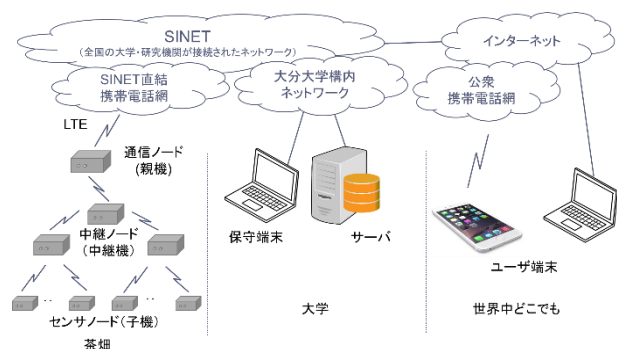 SINET
(全国の大学・研究機関が接続されたネットワーク)
インターネット
SINET直結
携帯電話網
大分大学構内
ネットワーク
公衆
携帯電話網
LTE
通信ノード
(親機)
中継ノード
(中継機)
センサノード(子機)
茶畑
保守端末
サーバ
大学
ユーザ端末
世界中どこでも